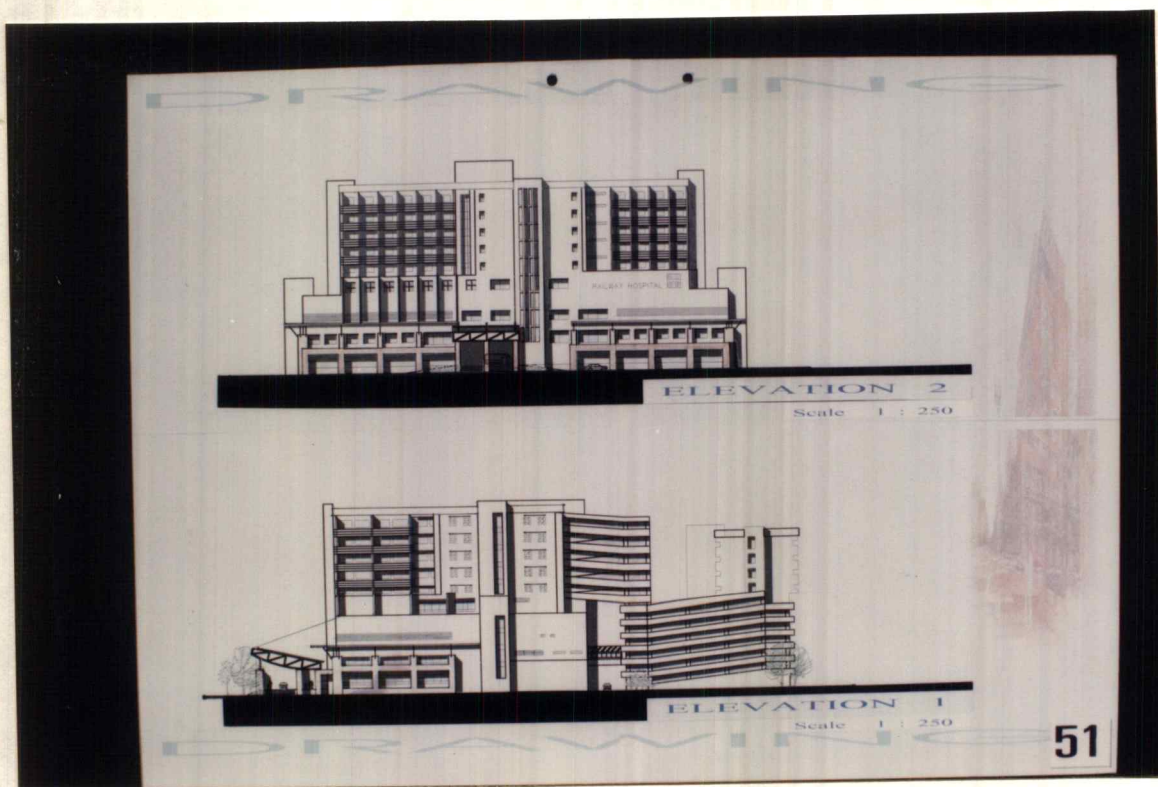 DRAWING
RAILWAY HOSPITAL
ELEVATION 2
Scale 1 : 250
ELEVATION 1
Scale 1 : 250
DRAWING
51